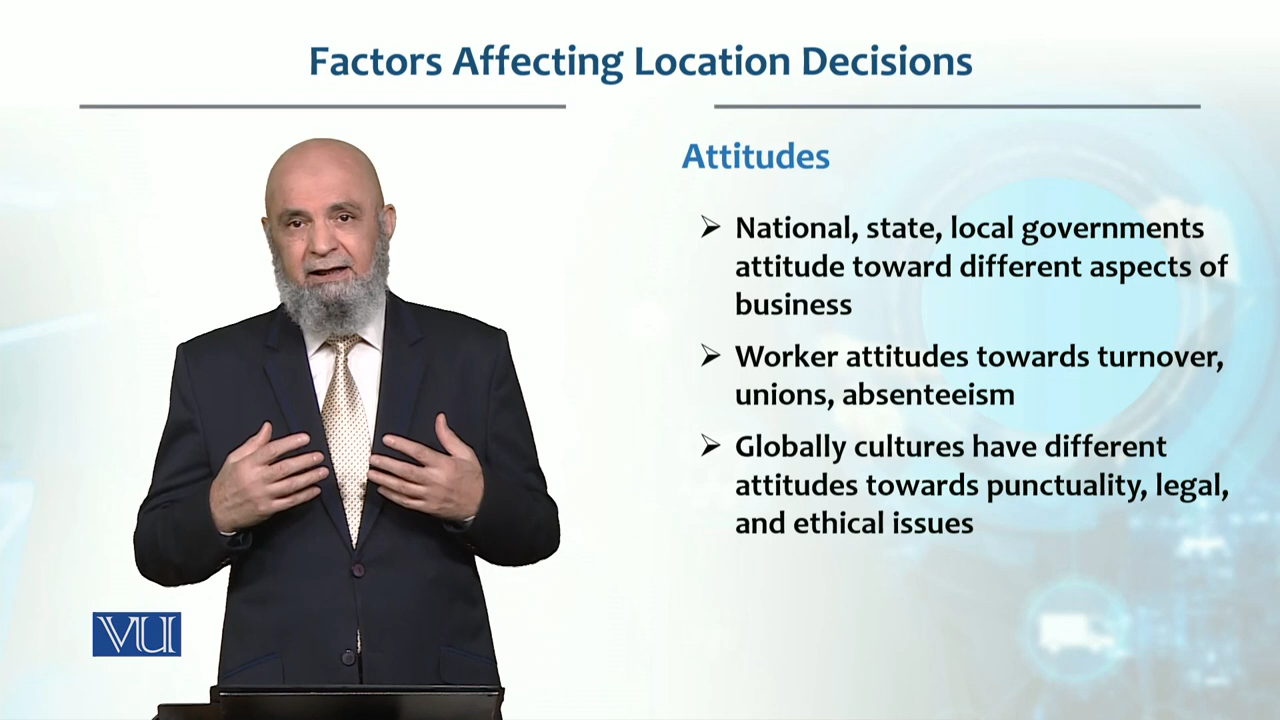 Factors Affecting Location Decisions
Attitudes
➢ National, state, local governments
attitude toward different aspects of
business
➢ Worker attitudes towards turnover,
unions, absenteeism
➢ Globally cultures have different
attitudes towards punctuality, legal,
and ethical issues
VU